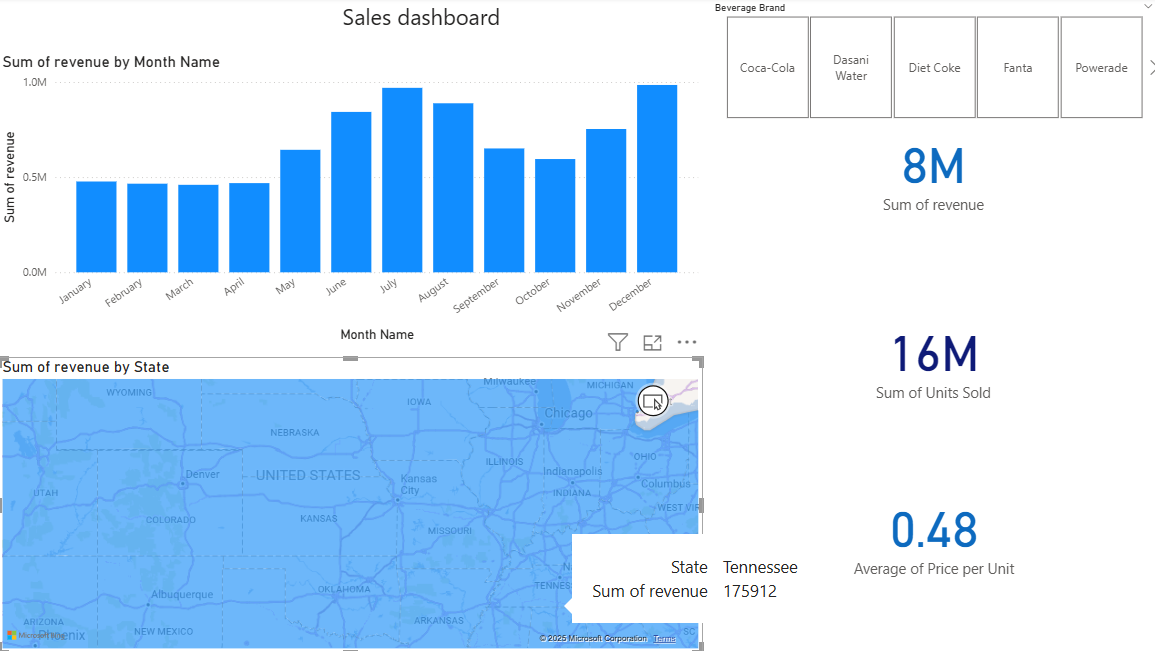 Sales dashboard
Beverage Brand
Coca-Cola
Dasani
Water
Diet Coke
Fanta
Powerade
Sum of revenue by Month Name
1.0M
0.5M
0.0M
Sum of revenue
January
February
March
April
May
June
July
August
September
October
November
December
Month Name
8M
Sum of revenue
16M
Sum of Units Sold
0.48
Average of Price per Unit
Sum of revenue by State
WYOMING
IOWA
Milwaukee
MICHIGAN
Chicago
NEBRASKA
UNITED STATES
Denver
Kansas
City
ILLINOIS
Indianapolis
INDIANA
OHIO
Columbus
UTAH
COLORADO
KANSAS
MISSOURI
WEST VIR
Albuquerque
OKLAHOMA
TENNES
ARKANSAS
ARIZONA
Phoenix
NEW MEXICO
SC
State Tennessee
Sum of revenue 175912
© 2025 Microsoft Corporation Terms